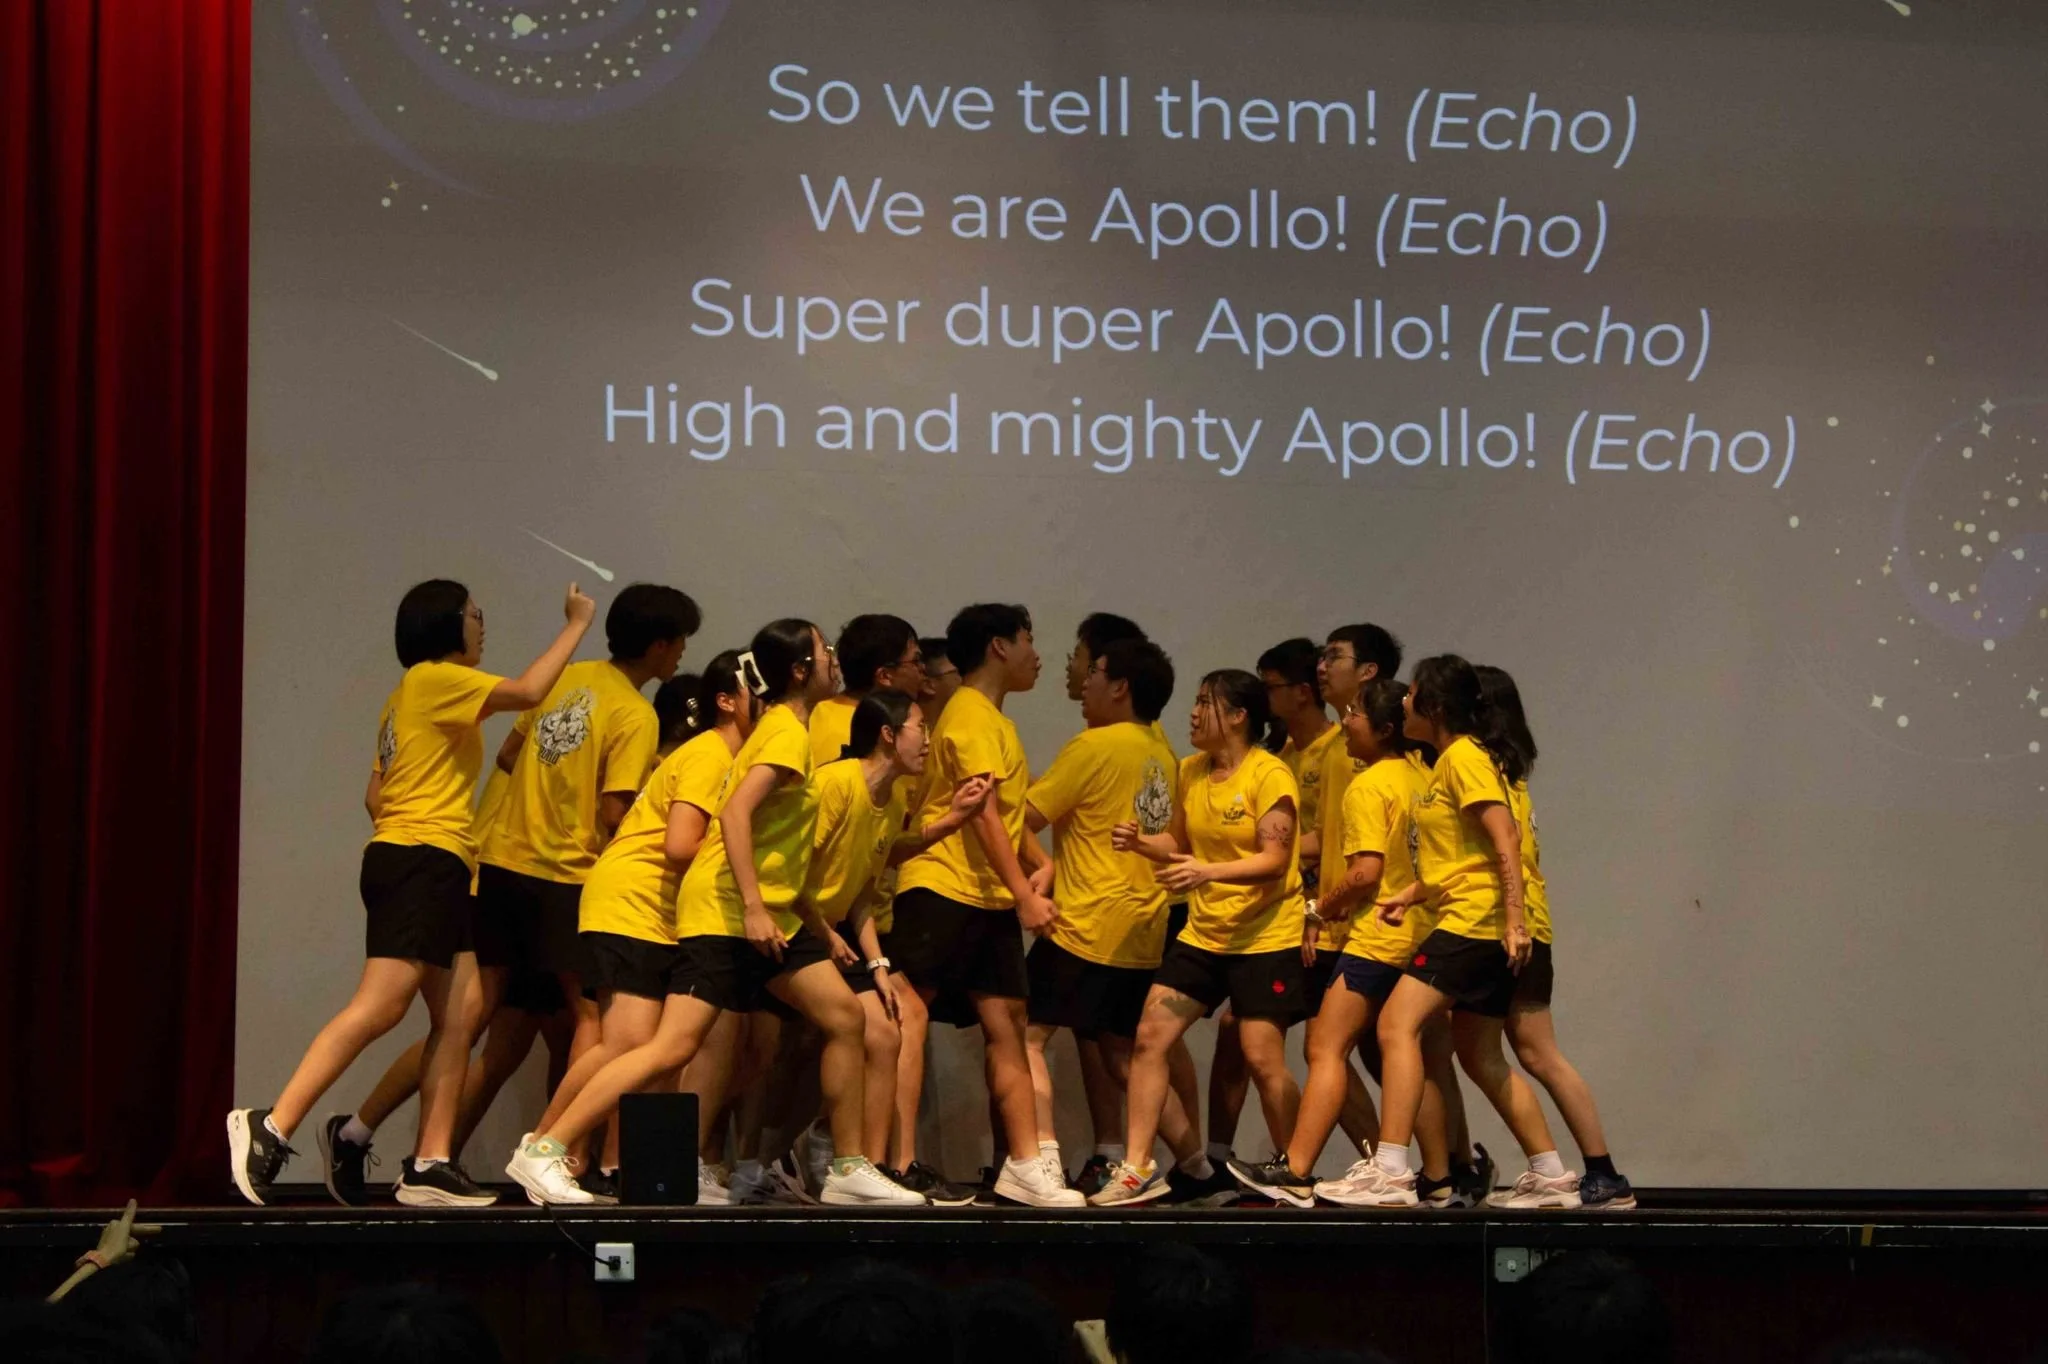 So we tell them! (Echo)
We are Apollo! (Echo)
Super duper Apollo! (Echo)
High and mighty Apollo! (Echo)